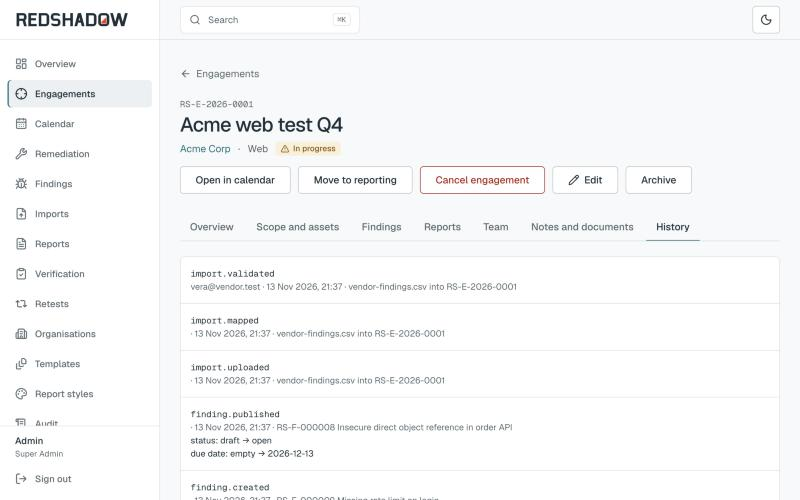 REDSHADOW
Search
⌘K
Overview
Engagements
Calendar
Remediation
Findings
Imports
Reports
Verification
Retests
Organisations
Templates
Report styles
Audit
Admin
Super Admin
Sign out
Engagements
RS-E-2026-0001
Acme web test Q4
Acme Corp · Web In progress
Open in calendar Move to reporting Cancel engagement Edit Archive
Overview Scope and assets Findings Reports Team Notes and documents History
import.validated
vera@vendor.test · 13 Nov 2026, 21:37 · vendor-findings.csv into RS-E-2026-0001
import.mapped
· 13 Nov 2026, 21:37 · vendor-findings.csv into RS-E-2026-0001
import.uploaded
· 13 Nov 2026, 21:37 · vendor-findings.csv into RS-E-2026-0001
finding.published
· 13 Nov 2026, 21:37 · RS-F-000008 Insecure direct object reference in order API
status: draft → open
due date: empty → 2026-12-13
finding.created